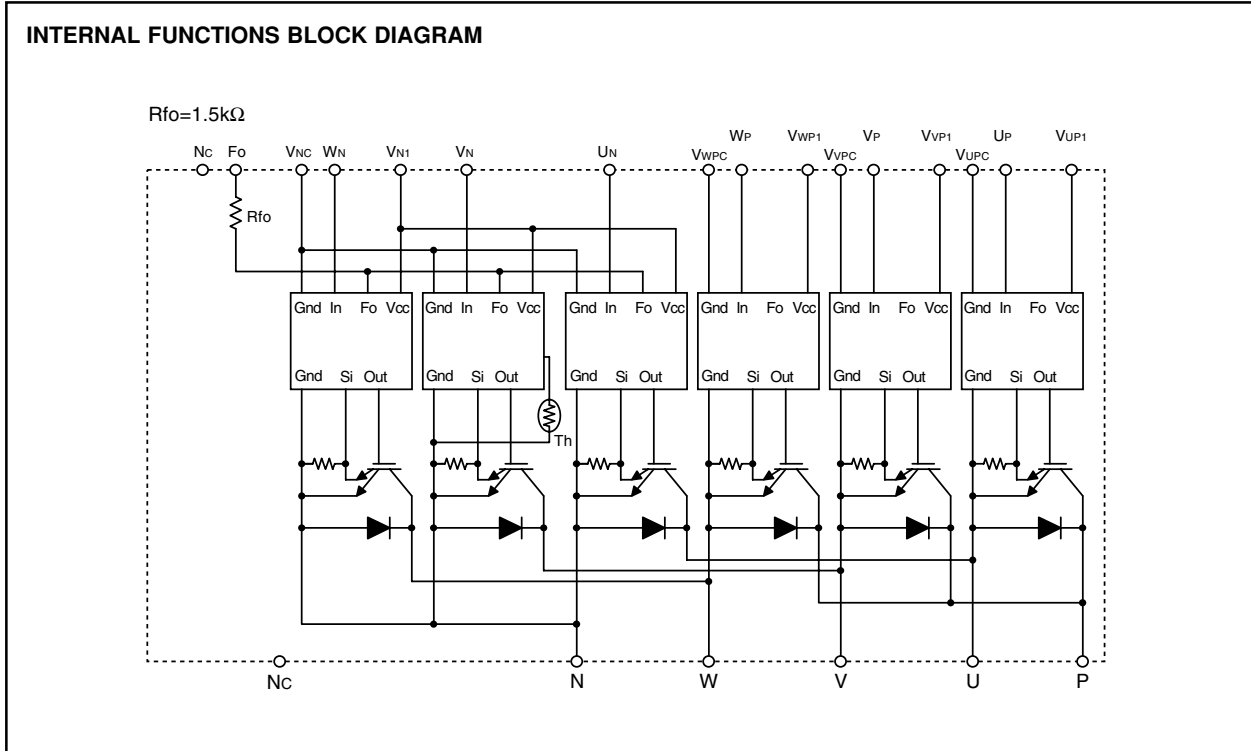 INTERNAL FUNCTIONS BLOCK DIAGRAM
Rfo=1.5kΩ
NC FO VNC WN VN1 VN UN VWPC WP VWP1 VVPC VP VVP1 VUPC UP VUP1
Rfo
Gnd In Fo Vcc Gnd In Fo Vcc Gnd In Fo Vcc Gnd In Fo Vcc Gnd In Fo Vcc Gnd In Fo Vcc
Gnd Si Out Gnd Si Out Gnd Si Out Gnd Si Out Gnd Si Out Gnd Si Out
Th
NC N W V U P